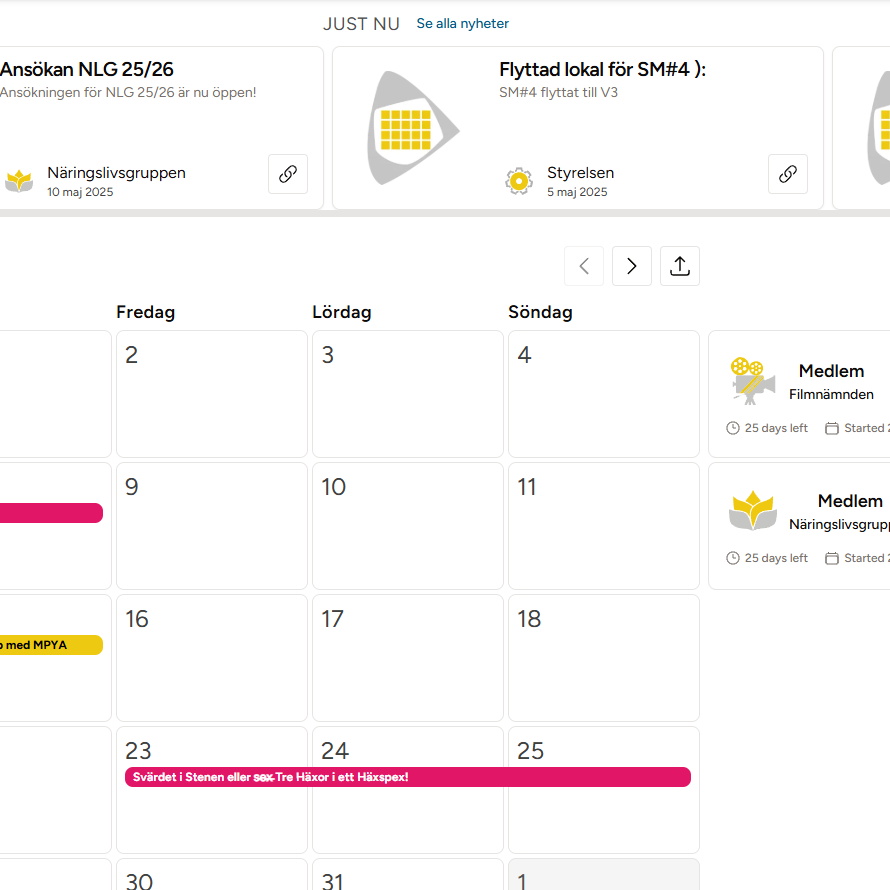 JUST NU Se alla nyheter
Ansökan NLG 25/26
Ansökningen för NLG 25/26 är nu öppen!
Näringslivsgruppen
10 maj 2025
Flyttad lokal för SM#4 ):
SM#4 flyttat till V3
Styrelsen
5 maj 2025
Fredag Lördag Söndag
2 3 4
9 10 11
16 17 18
med MPYA
23 24 25
Svärdet i Stenen eller sex Tre Häxor i ett Häxspex!
30 31 1
Medlem
Filmnämnden
25 days left Started 2
Medlem
Näringslivsgrupp
25 days left Started 2